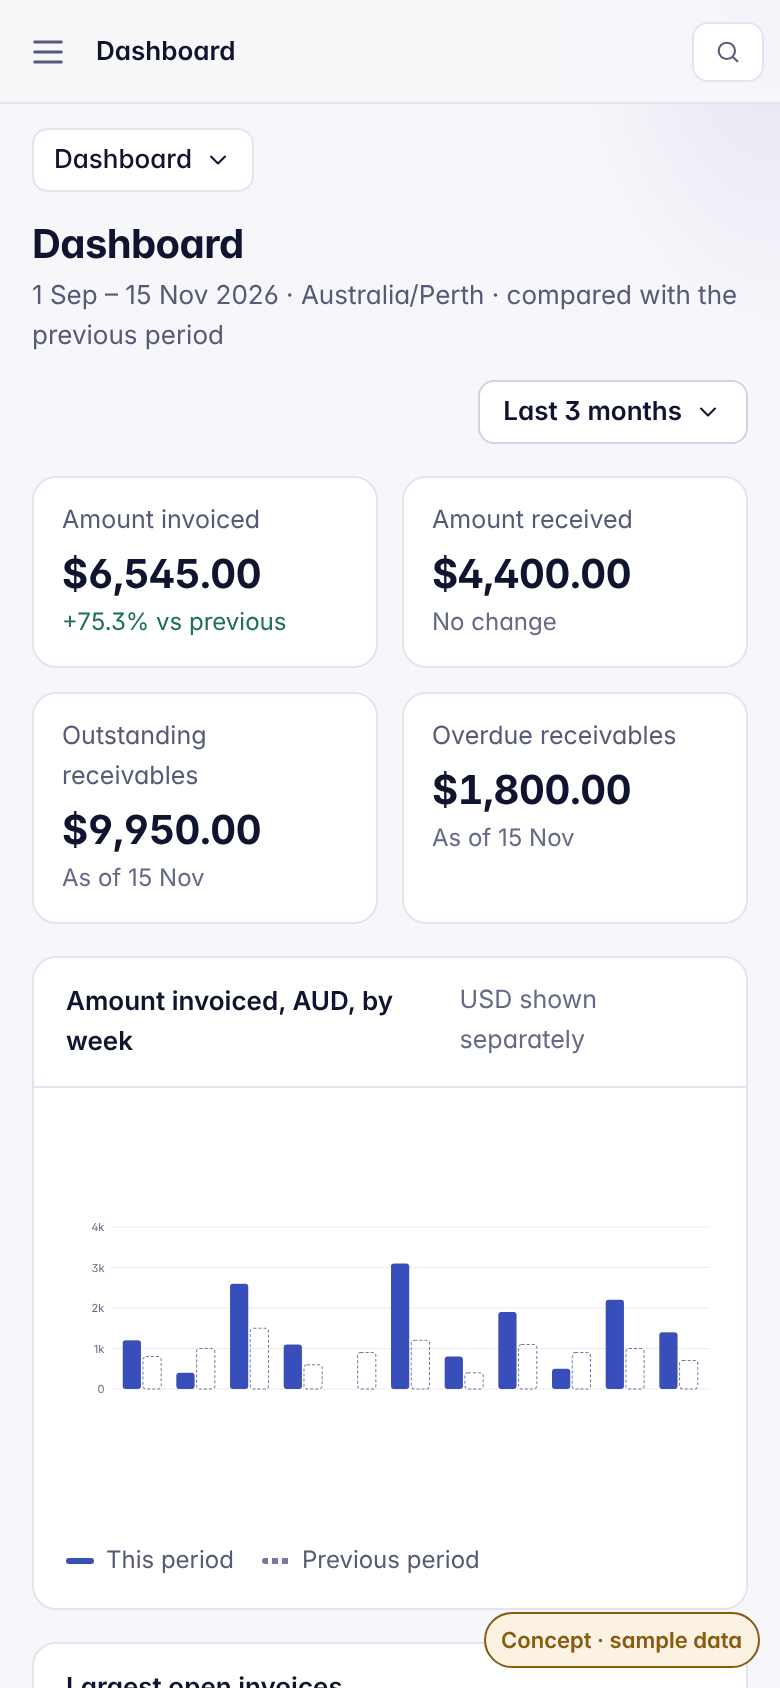 Dashboard
Dashboard
Dashboard
1 Sep – 15 Nov 2026 · Australia/Perth · compared with the
previous period
Last 3 months
Amount invoiced
$6,545.00
+75.3% vs previous
Amount received
$4,400.00
No change
Outstanding
receivables
$9,950.00
As of 15 Nov
Overdue receivables
$1,800.00
As of 15 Nov
Amount invoiced, AUD, by
week
USD shown
separately
4k
3k
2k
1k
0
This period
Previous period
Concept · sample data
Largest open invoices